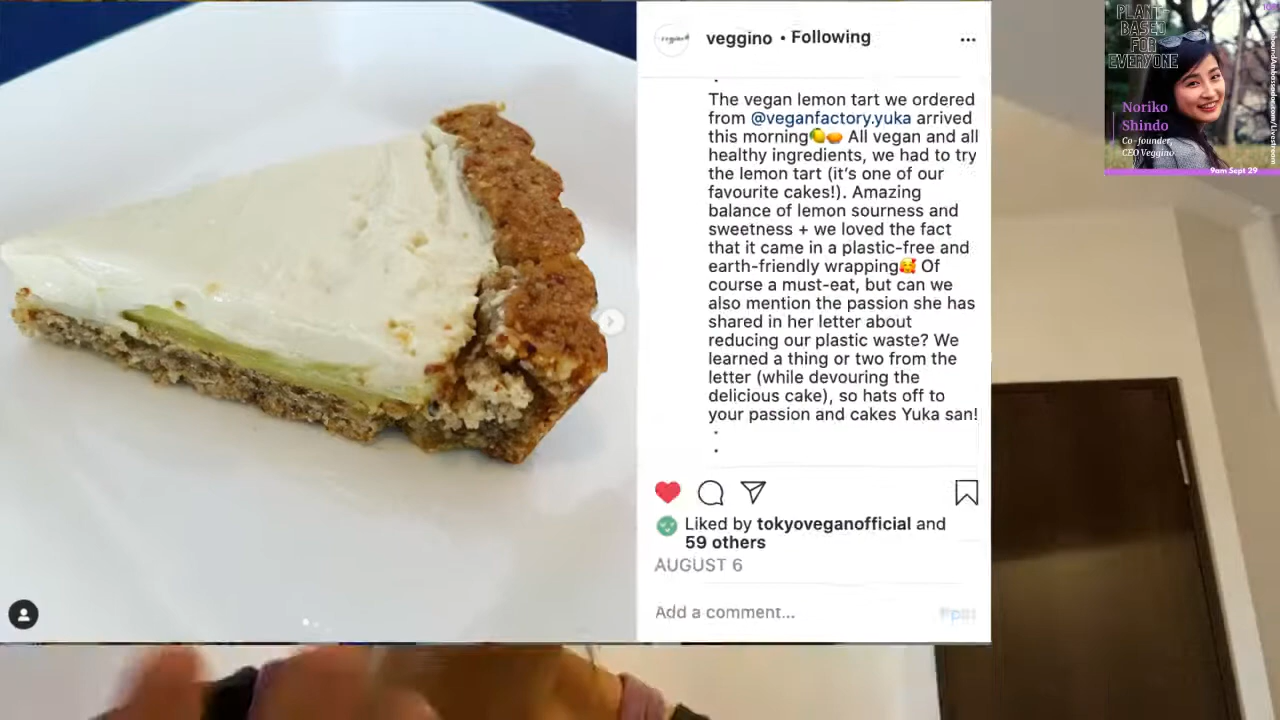 veggino • Following
The vegan lemon tart we ordered
from @veganfactory.yuka arrived
this morning🍋🥧 All vegan and all
healthy ingredients, we had to try
the lemon tart (it's one of our
favourite cakes!). Amazing
balance of lemon sourness and
sweetness + we loved the fact
that it came in a plastic-free and
earth-friendly wrapping🥰 Of
course a must-eat, but can we
also mention the passion she has
shared in her letter about
reducing our plastic waste? We
learned a thing or two from the
letter (while devouring the
delicious cake), so hats off to
your passion and cakes Yuka san!
Liked by tokyoveganofficial and
59 others
AUGUST 6
Add a comment...
PLANT-
BASED
FOR
EVERYONE
Noriko
Shindo
Co-founder,
CEO Veggino
9am Sept 29